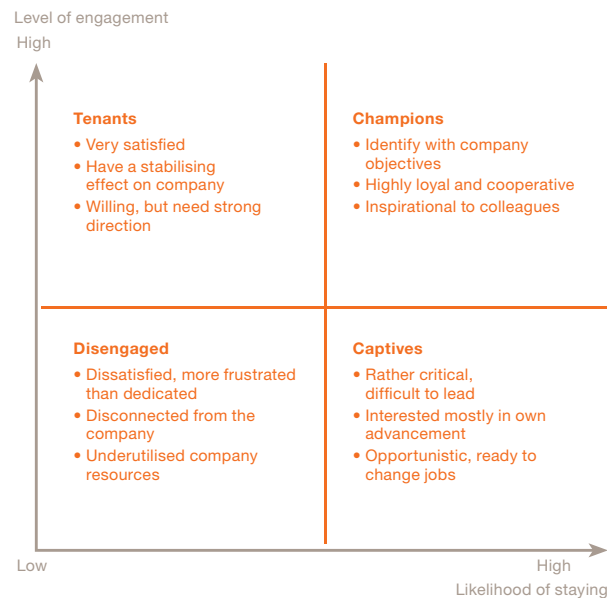 Level of engagement
High
Tenants
• Very satisfied
• Have a stabilising
effect on company
• Willing, but need strong
direction
Champions
• Identify with company
objectives
• Highly loyal and cooperative
• Inspirational to colleagues
Disengaged
• Dissatisfied, more frustrated
than dedicated
• Disconnected from the
company
• Underutilised company
resources
Captives
• Rather critical,
difficult to lead
• Interested mostly in own
advancement
• Opportunistic, ready to
change jobs
Low
High
Likelihood of staying